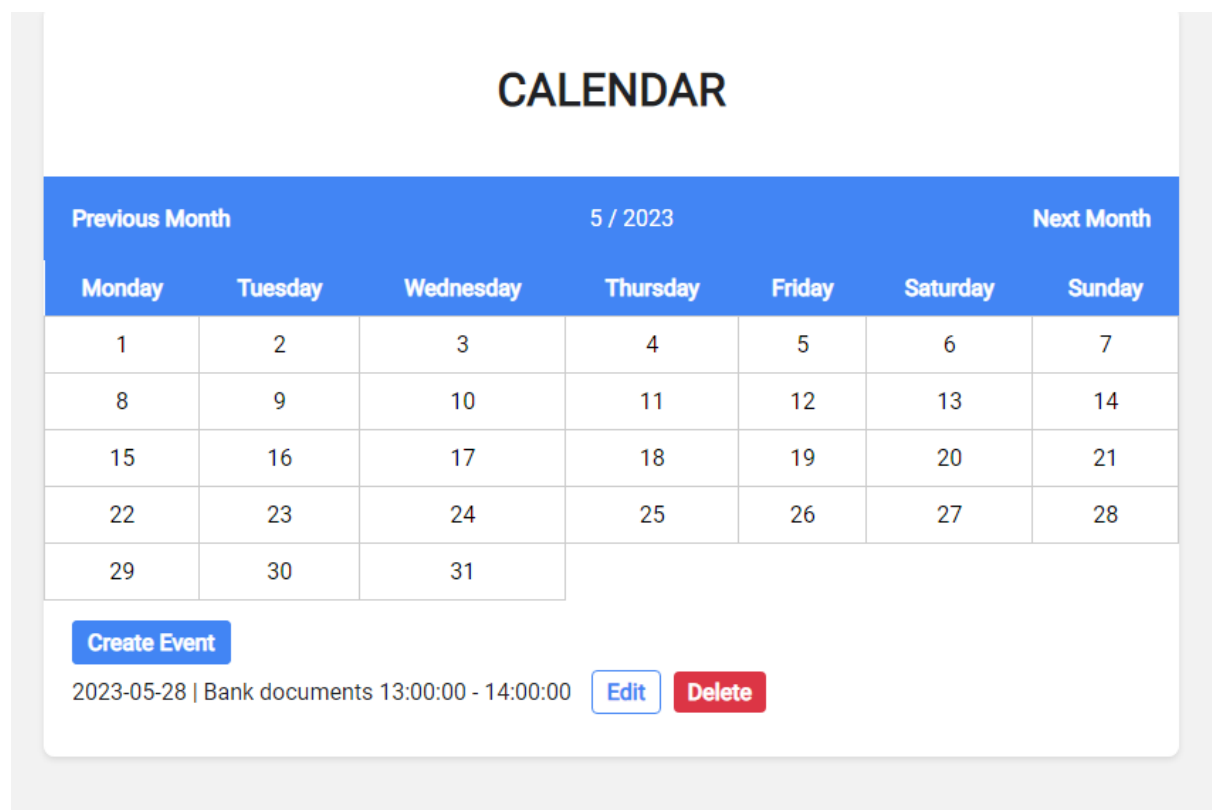 CALENDAR
Previous Month 5 / 2023 Next Month
Monday Tuesday Wednesday Thursday Friday Saturday Sunday
1 2 3 4 5 6 7
8 9 10 11 12 13 14
15 16 17 18 19 20 21
22 23 24 25 26 27 28
29 30 31
Create Event
2023-05-28 | Bank documents 13:00:00 - 14:00:00 Edit Delete